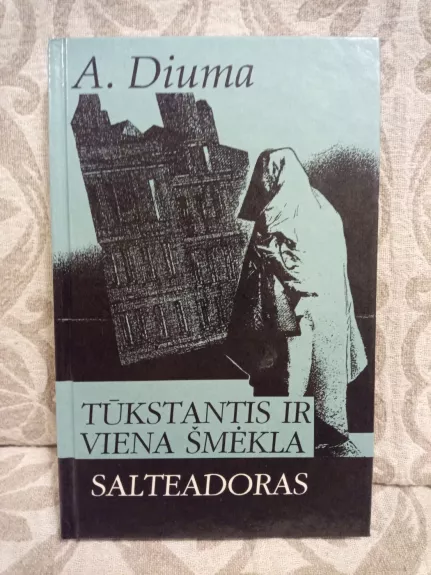 A. Diuma
TŪKSTANTIS IR
VIENA ŠMĖKLA
SALTEADORAS